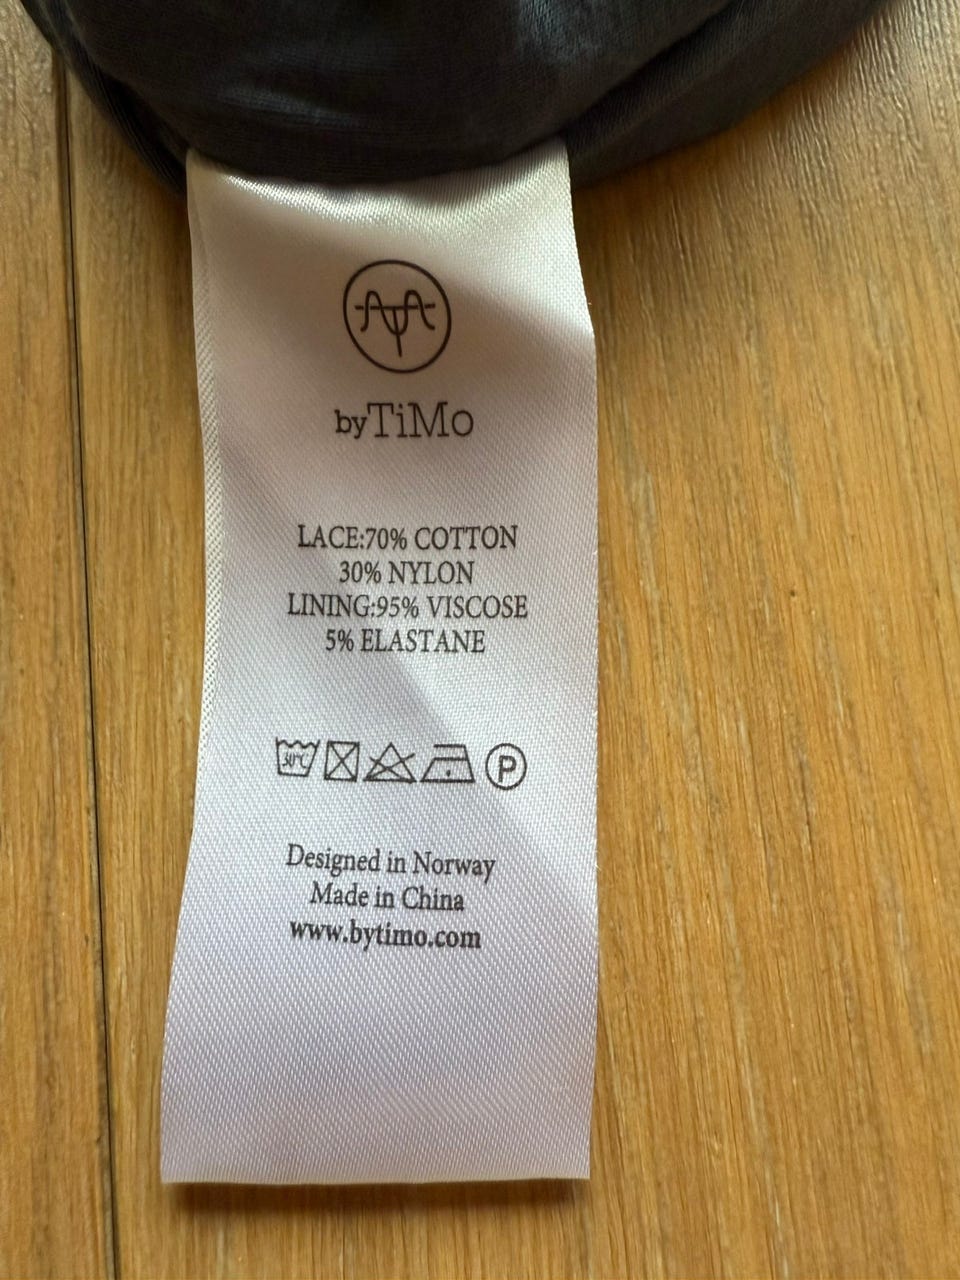 byTiMo
LACE:70% COTTON
30% NYLON
LINING:95% VISCOSE
5% ELASTANE
30°C
P
Designed in Norway
Made in China
www.bytimo.com